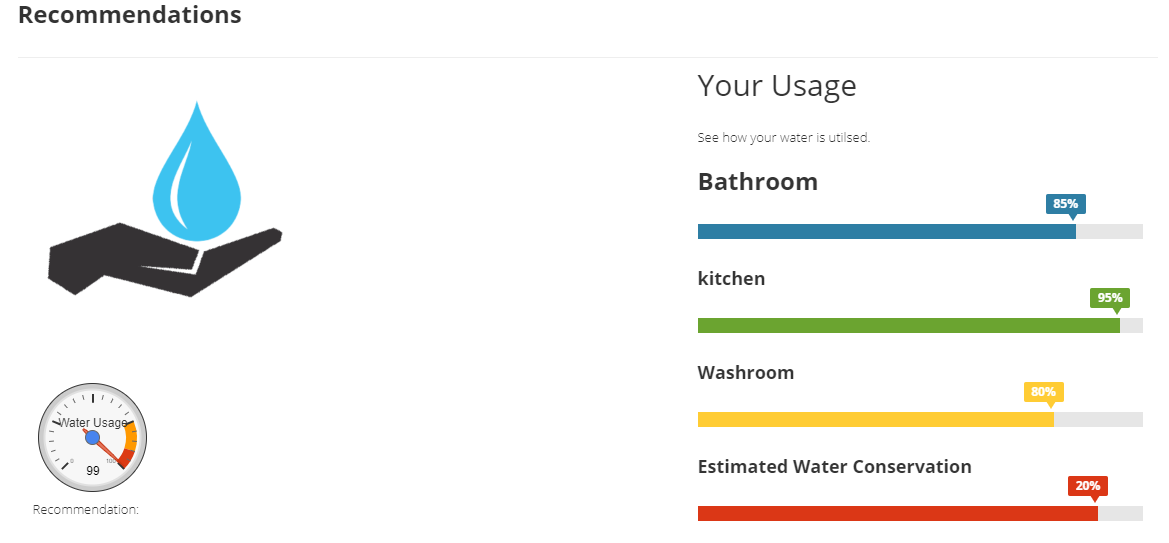 Recommendations
Your Usage
See how your water is utilsed.
Bathroom
85%
kitchen
95%
Washroom
80%
Estimated Water Conservation
20%
Water Usage
0
100
99
Recommendation: